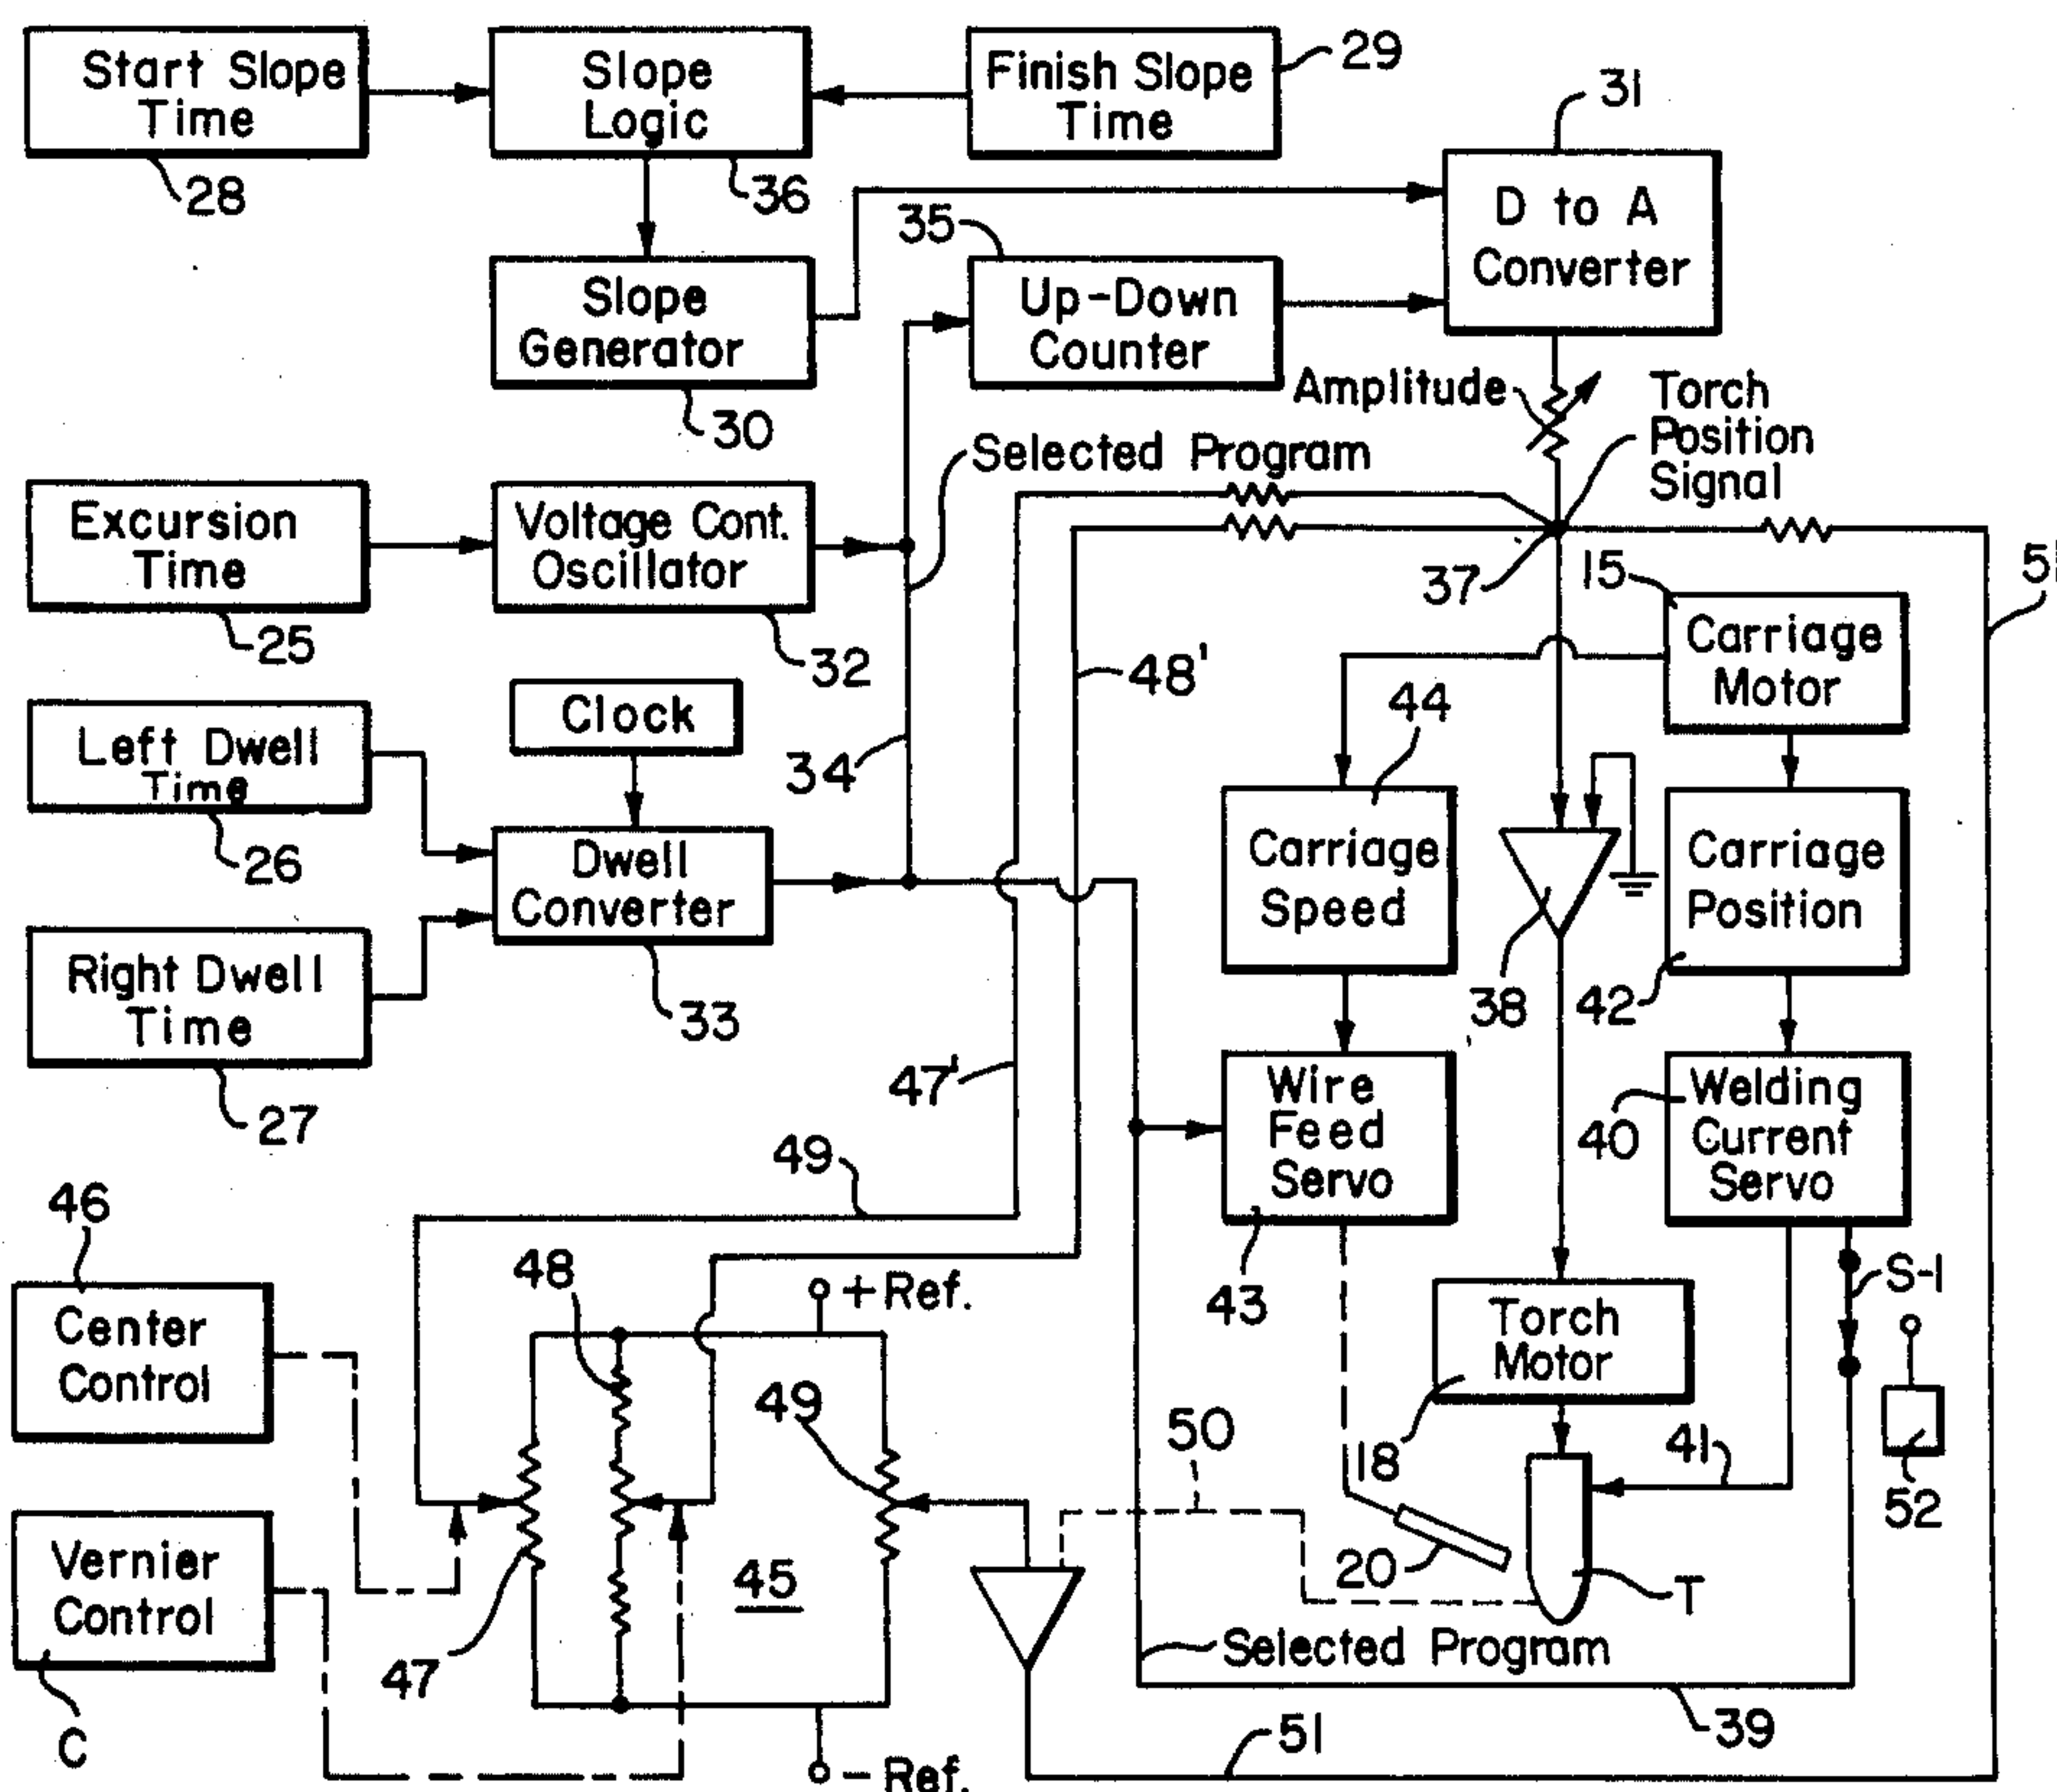 Start Slope
Time
28
Slope
Logic
36
Finish Slope
Time
29
31
D to A
Converter
35
Up-Down
Counter
Slope
Generator
30
Amplitude
Torch
Position
Signal
Selected Program
Excursion
Time
25
Voltage Cont.
Oscillator
32
37
15
Carriage
Motor
Left Dwell
Time
26
Clock
34
48'
44
Dwell
Converter
33
Carriage
Speed
38
Carriage
Position
42
Right Dwell
Time
27
47'
49
Wire
Feed
Servo
43
Welding
Current
Servo
40
46
Center
Control
48
+ Ref.
S-1
Torch
Motor
18
49
50
41
52
Vernier
Control
C
47
45
20
T
Selected Program
39
51
- Ref.